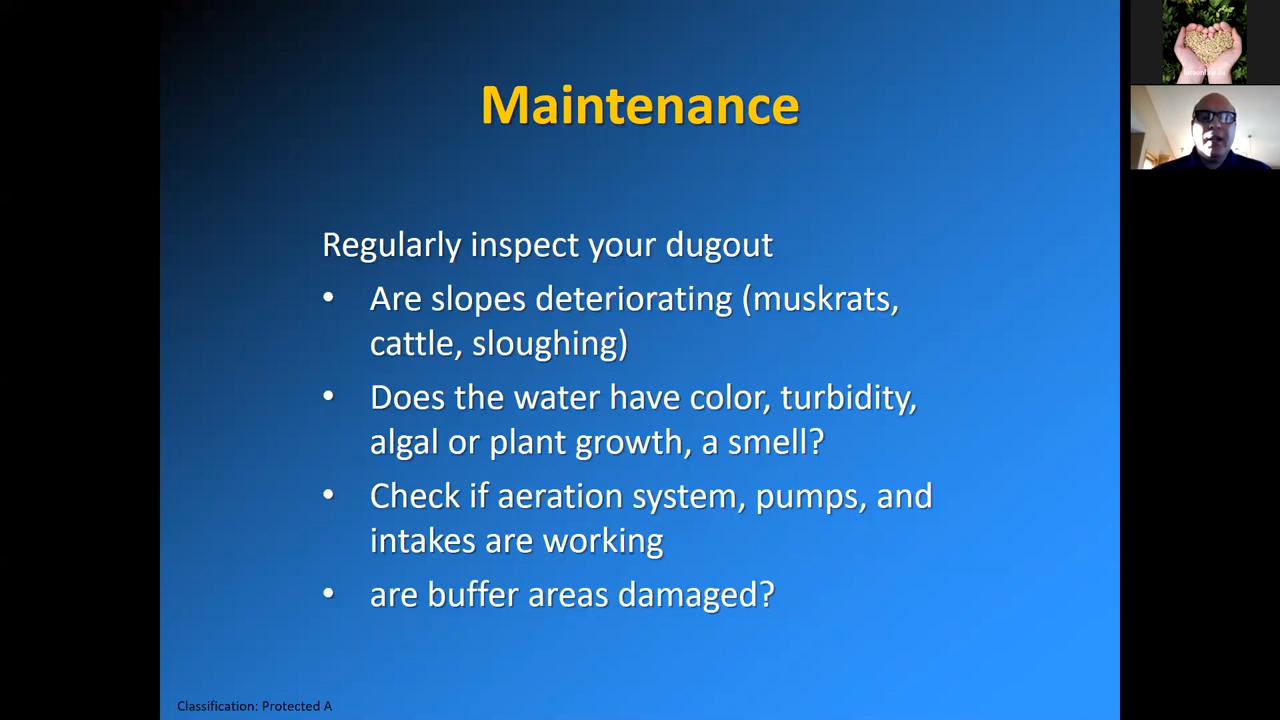 Maintenance
Regularly inspect your dugout
• Are slopes deteriorating (muskrats,
cattle, sloughing)
• Does the water have color, turbidity,
algal or plant growth, a smell?
• Check if aeration system, pumps, and
intakes are working
• are buffer areas damaged?
Classification: Protected A